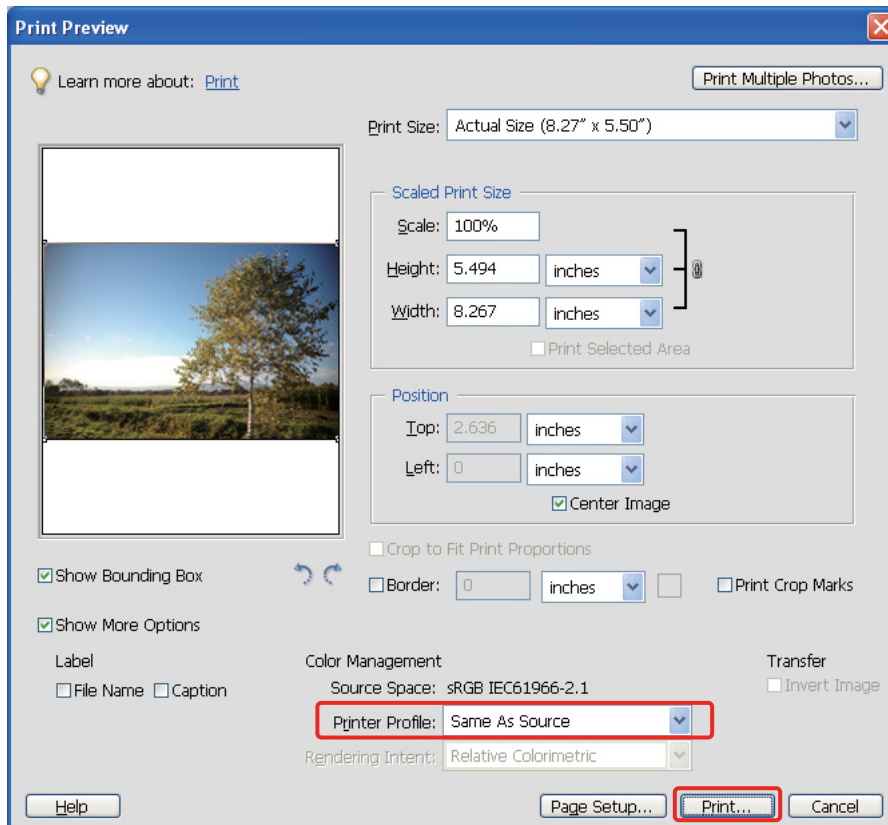 Print Preview
Learn more about: Print
Print Multiple Photos...
Print Size: Actual Size (8.27" x 5.50")
Scaled Print Size
Scale: 100%
Height: 5.494 inches
Width: 8.267 inches
Print Selected Area
Position
Top: 2.636 inches
Left: 0 inches
Center Image
Crop to Fit Print Proportions
Show Bounding Box
Border: 0 inches
Print Crop Marks
Show More Options
Label
File Name Caption
Color Management
Source Space: sRGB IEC61966-2.1
Printer Profile: Same As Source
Rendering Intent: Relative Colorimetric
Transfer
Invert Image
Help
Page Setup...
Print...
Cancel